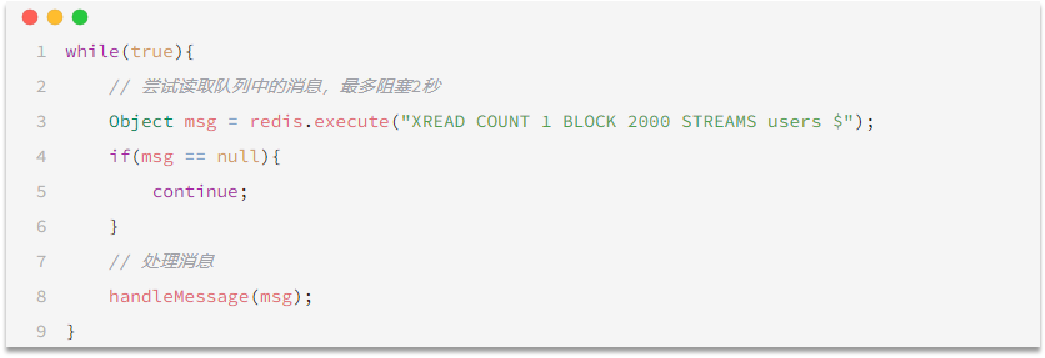 1 while(true){
2     // 尝试读取队列中的消息，最多阻塞2秒
3     Object msg = redis.execute("XREAD COUNT 1 BLOCK 2000 STREAMS users $");
4     if(msg == null){
5         continue;
6     }
7     // 处理消息
8     handleMessage(msg);
9 }